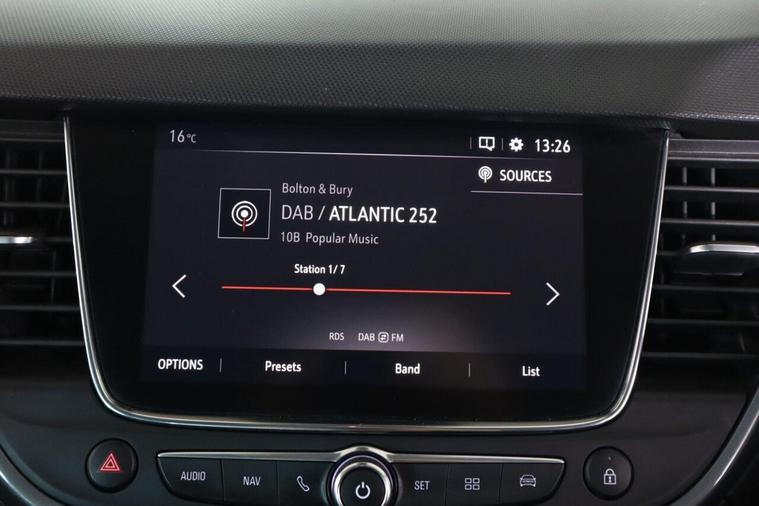 16°C 13:26
SOURCES
Bolton & Bury
DAB / ATLANTIC 252
10B Popular Music
Station 1/7
RDS DAB FM
OPTIONS Presets Band List
AUDIO NAV SET